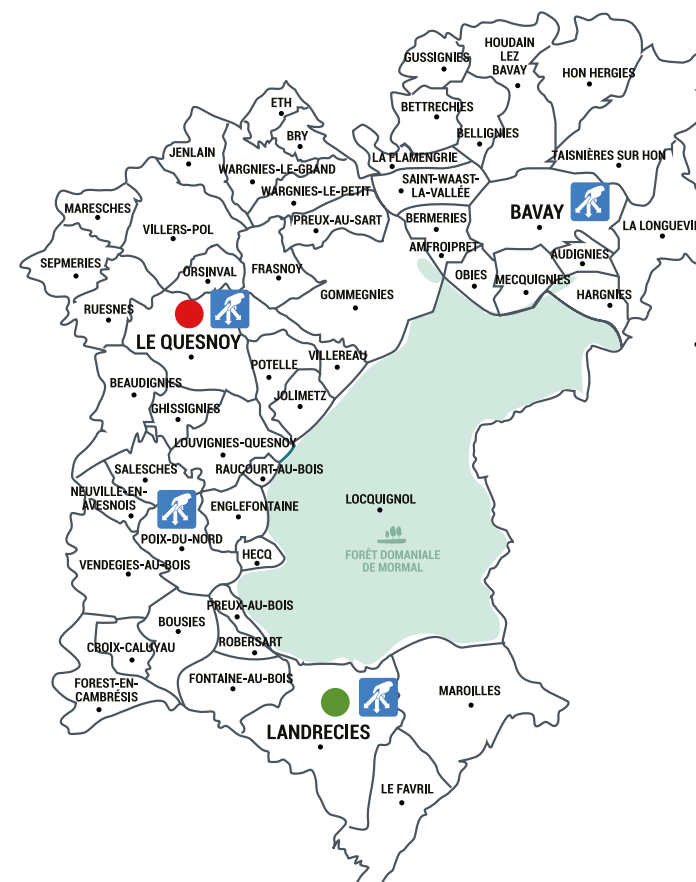 GUSSIGNIES
HOUDAIN
LEZ
BAVAY
HON HERGIES
ETH
BETTRECHIES
BRY
BELLIGNIES
JENLAIN
LA FLAMENGRIE
TAISNIÈRES SUR HON
WARGNIES-LE-GRAND
SAINT-WAAST-
LA-VALLÉE
WARGNIES-LE-PETIT
MARESCHES
BAVAY
PREUX-AU-SART
BERMERIES
LA LONGUEVI
VILLERS-POL
AMFROIPRET
AUDIGNIES
SEPMERIES
FRASNOY
ORSINVAL
OBIES
MECQUIGNIES
HARGNIES
RUESNES
GOMMEGNIES
LE QUESNOY
VILLEREAU
POTELLE
BEAUDIGNIES
JOLIMETZ
GHISSIGNIES
LOUVIGNIES-QUESNOY
SALESCHES
RAUCOURT-AU-BOIS
NEUVILLE-EN-
AVESNOIS
ENGLEFONTAINE
LOCQUIGNOL
POIX-DU-NORD
HECQ
FORÊT DOMANIALE
DE MORMAL
VENDEGIES-AU-BOIS
PREUX-AU-BOIS
BOUSIES
ROBERSART
CROIX-CALUYAU
FONTAINE-AU-BOIS
FOREST-EN-
CAMBRÉSIS
MAROILLES
LANDRECIES
LE FAVRIL